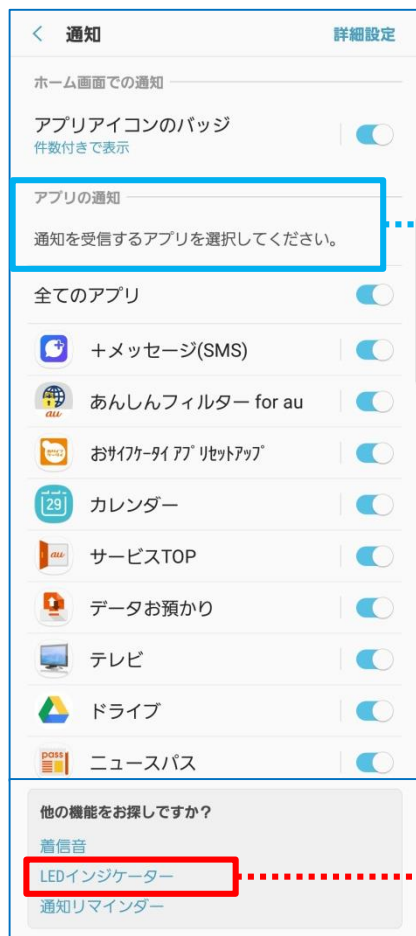 通知 詳細設定
ホーム画面での通知
アプリアイコンのバッジ
件数付きで表示
アプリの通知
通知を受信するアプリを選択してください。
全てのアプリ
＋メッセージ(SMS)
au
あんしんフィルター for au
おサイフケータイ アプリセットアップ
29
カレンダー
au
サービスTOP
データお預かり
テレビ
ドライブ
pass
ニュースパス
他の機能をお探しですか？
着信音
LEDインジケーター
通知リマインダー